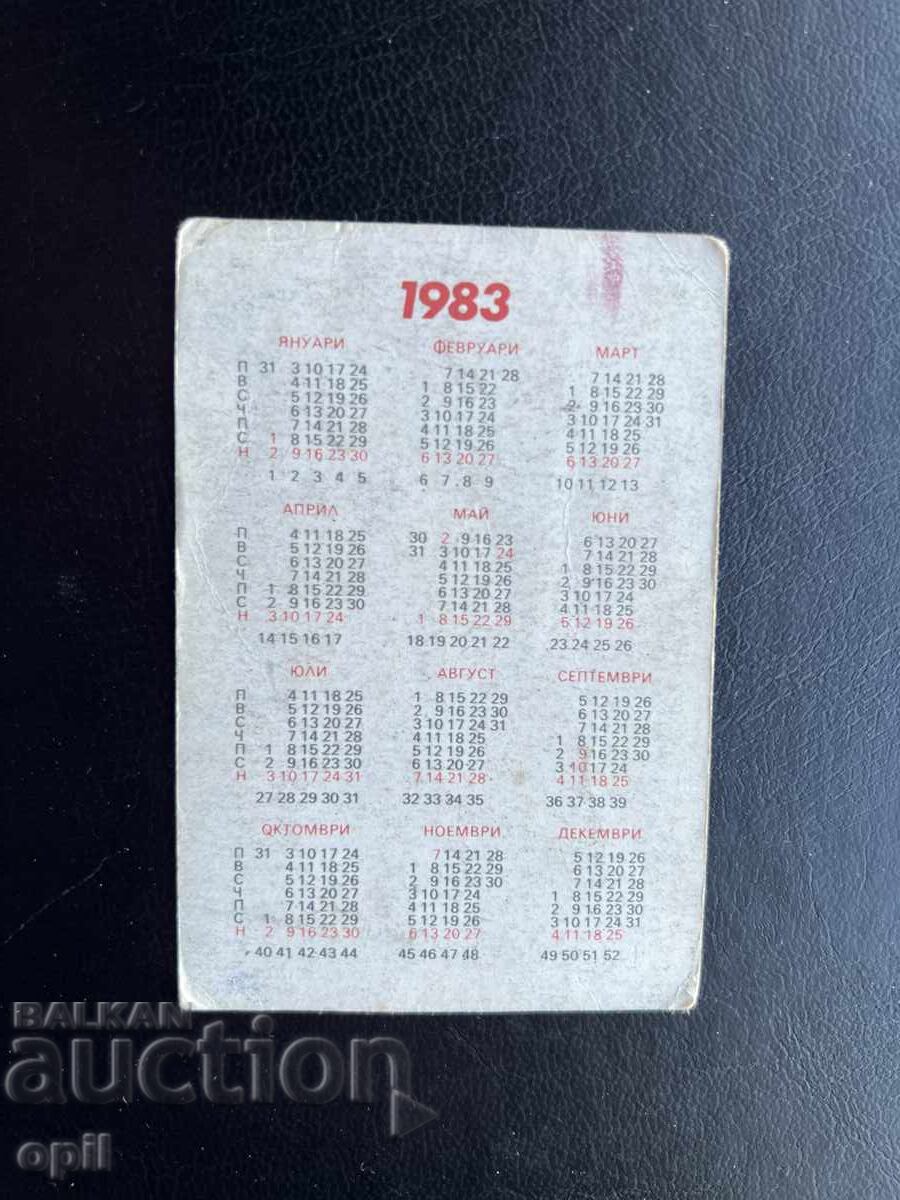 1983
ЯНУАРИ ФЕВРУАРИ МАРТ
П 31 3 10 17 24 7 14 21 28 7 14 21 28
В 4 11 18 25 1 8 15 22 1 8 15 22 29
С 5 12 19 26 2 9 16 23 2 9 16 23 30
Ч 6 13 20 27 3 10 17 24 3 10 17 24 31
П 7 14 21 28 4 11 18 25 4 11 18 25
С 1 8 15 22 29 5 12 19 26 5 12 19 26
Н 2 9 16 23 30 6 13 20 27 6 13 20 27
1 2 3 4 5 6 7 8 9 10 11 12 13
АПРИЛ МАЙ ЮНИ
П 4 11 18 25 30 2 9 16 23 6 13 20 27
В 5 12 19 26 31 3 10 17 24 7 14 21 28
С 6 13 20 27 4 11 18 25 1 8 15 22 29
Ч 7 14 21 28 5 12 19 26 2 9 16 23 30
П 1 8 15 22 29 6 13 20 27 3 10 17 24
С 2 9 16 23 30 7 14 21 28 4 11 18 25
Н 3 10 17 24 1 8 15 22 29 5 12 19 26
14 15 16 17 18 19 20 21 22 23 24 25 26
ЮЛИ АВГУСТ СЕПТЕМВРИ
П 4 11 18 25 1 8 15 22 29 5 12 19 26
В 5 12 19 26 2 9 16 23 30 6 13 20 27
С 6 13 20 27 3 10 17 24 31 7 14 21 28
Ч 7 14 21 28 4 11 18 25 1 8 15 22 29
П 1 8 15 22 29 5 12 19 26 2 9 16 23 30
С 2 9 16 23 30 6 13 20 27 3 10 17 24
Н 3 10 17 24 31 7 14 21 28 4 11 18 25
27 28 29 30 31 32 33 34 35 36 37 38 39
ОКТОМВРИ НОЕМВРИ ДЕКЕМВРИ
П 31 3 10 17 24 7 14 21 28 5 12 19 26
В 4 11 18 25 1 8 15 22 29 6 13 20 27
С 5 12 19 26 2 9 16 23 30 7 14 21 28
Ч 6 13 20 27 3 10 17 24 1 8 15 22 29
П 7 14 21 28 4 11 18 25 2 9 16 23 30
С 1 8 15 22 29 5 12 19 26 3 10 17 24 31
Н 2 9 16 23 30 6 13 20 27 4 11 18 25
40 41 42 43 44 45 46 47 48 49 50 51 52
BALKAN
auction
opil